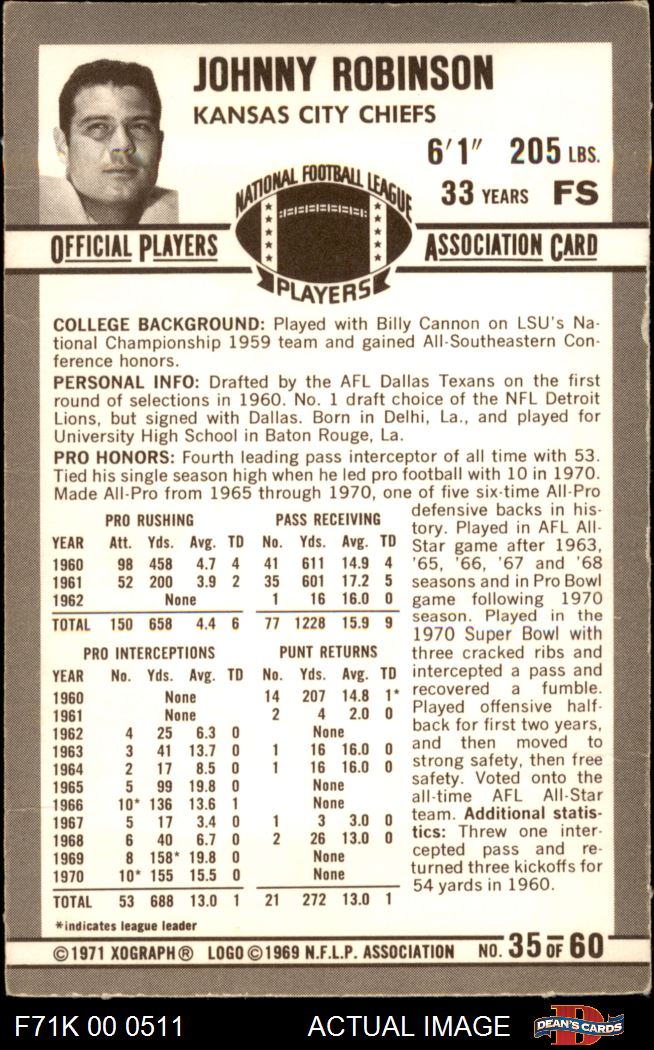 JOHNNY ROBINSON
KANSAS CITY CHIEFS
6'1" 205 LBS.
33 YEARS FS
NATIONAL FOOTBALL LEAGUE
PLAYERS
OFFICIAL PLAYERS ASSOCIATION CARD
COLLEGE BACKGROUND: Played with Billy Cannon on LSU's Na-
tional Championship 1959 team and gained All-Southeastern Con-
ference honors.
PERSONAL INFO: Drafted by the AFL Dallas Texans on the first
round of selections in 1960. No. 1 draft choice of the NFL Detroit
Lions, but signed with Dallas. Born in Delhi, La., and played for
University High School in Baton Rouge, La.
PRO HONORS: Fourth leading pass interceptor of all time with 53.
Tied his single season high when he led pro football with 10 in 1970.
Made All-Pro from 1965 through 1970, one of five six-time All-Pro
defensive backs in his-
tory. Played in AFL All-
Star game after 1963,
'65, '66, '67 and '68
seasons and in Pro Bowl
game following 1970
season. Played in the
1970 Super Bowl with
three cracked ribs and
intercepted a pass and
recovered a fumble.
Played offensive half-
back for first two years,
and then moved to
strong safety, then free
safety. Voted onto the
all-time AFL All-Star
team. Additional statis-
tics: Threw one inter-
cepted pass and re-
turned three kickoffs for
54 yards in 1960.
PRO RUSHING PASS RECEIVING
YEAR Att. Yds. Avg. TD No. Yds. Avg. TD
1960 98 458 4.7 4 41 611 14.9 4
1961 52 200 3.9 2 35 601 17.2 5
1962 None 1 16 16.0 0
TOTAL 150 658 4.4 6 77 1228 15.9 9
PRO INTERCEPTIONS PUNT RETURNS
YEAR No. Yds. Avg. TD No. Yds. Avg. TD
1960 None 14 207 14.8 1*
1961 None 2 4 2.0 0
1962 4 25 6.3 0 None
1963 3 41 13.7 0 1 16 16.0 0
1964 2 17 8.5 0 1 16 16.0 0
1965 5 99 19.8 0 None
1966 10* 136 13.6 1 None
1967 5 17 3.4 0 1 3 3.0 0
1968 6 40 6.7 0 2 26 13.0 0
1969 8 158* 19.8 0 None
1970 10* 155 15.5 0 None
TOTAL 53 688 13.0 1 21 272 13.0 1
*indicates league leader
©1971 XOGRAPH® LOGO ©1969 N.F.L.P. ASSOCIATION NO. 35 OF 60
F71K 00 0511 ACTUAL IMAGE D DEAN'S CARDS